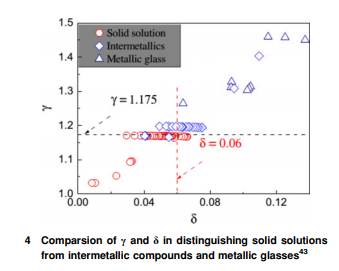 1.5
Solid solution
Intermetallics
Metallic glass
1.4
1.3
γ
γ = 1.175
1.2
δ = 0.06
1.1
1.0
0.00 0.04 0.08 0.12
δ
4 Comparsion of γ and δ in distinguishing solid solutions
from intermetallic compounds and metallic glasses43